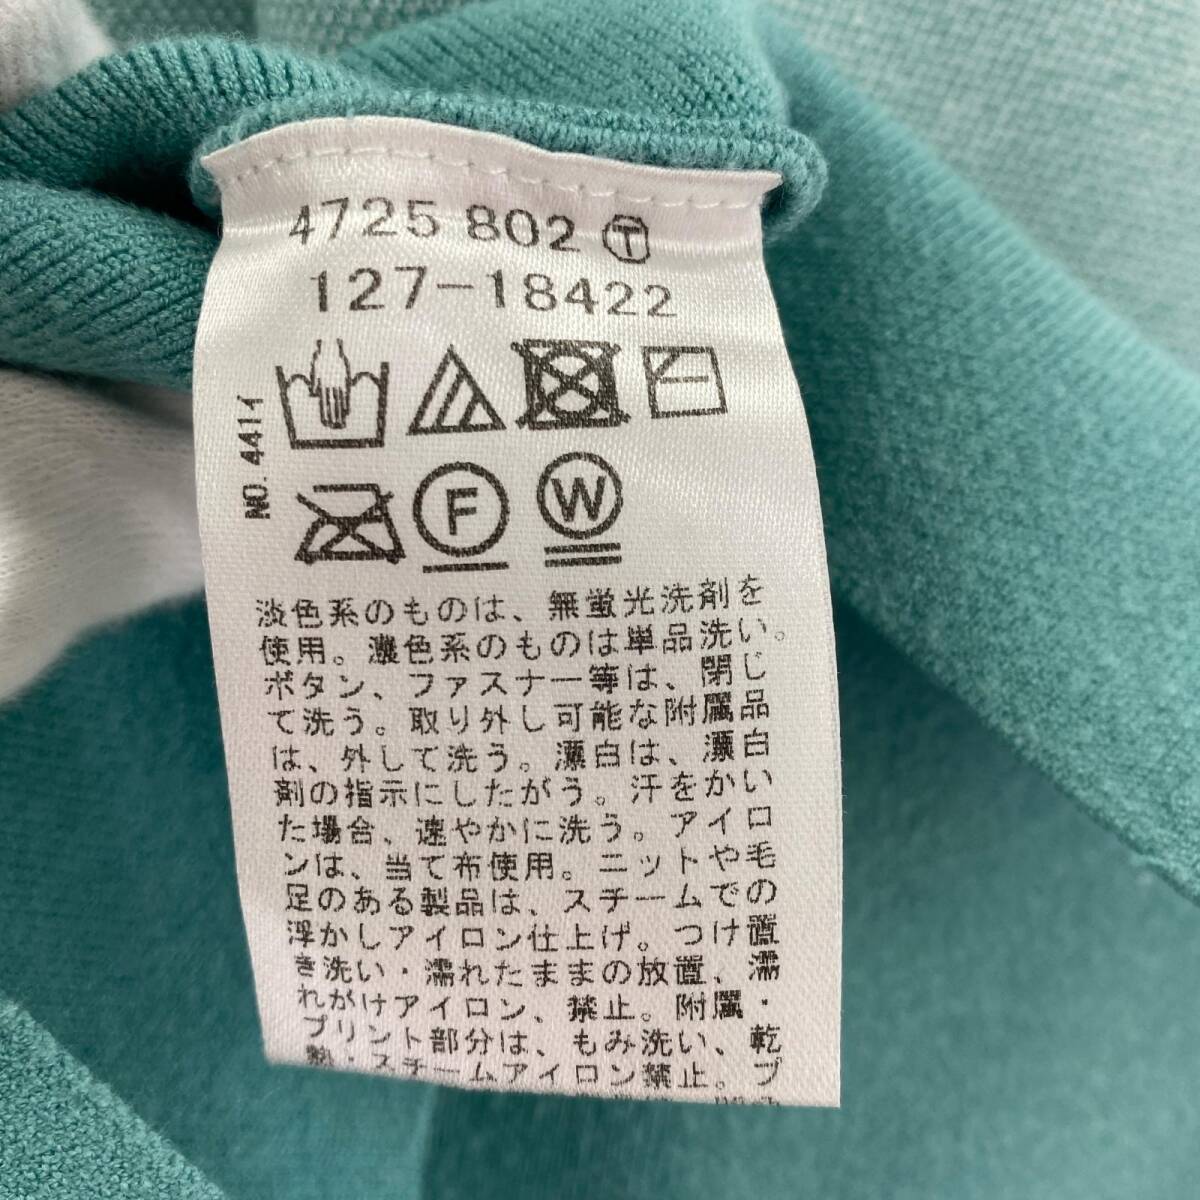 4725 802 Ⓣ
127-18422
NO. 441イ
F
W
淡色系のものは、無蛍光洗剤を
使用。濃色系のものは単品洗い。
ボタン、ファスナー等は、閉じ
て洗う。取り外し可能な附属品
は、外して洗う。漂白は、漂白
剤の指示にしたがう。汗をかい
た場合、速やかに洗う。アイロ
ンは、当て布使用。ニットや毛
足のある製品は、スチームでの
浮かしアイロン仕上げ。つけ置
き洗い・濡れたままの放置、濡
れがけアイロン、禁止。附属・
プリント部分は、もみ洗い、乾
熱・スチームアイロン禁止。プ